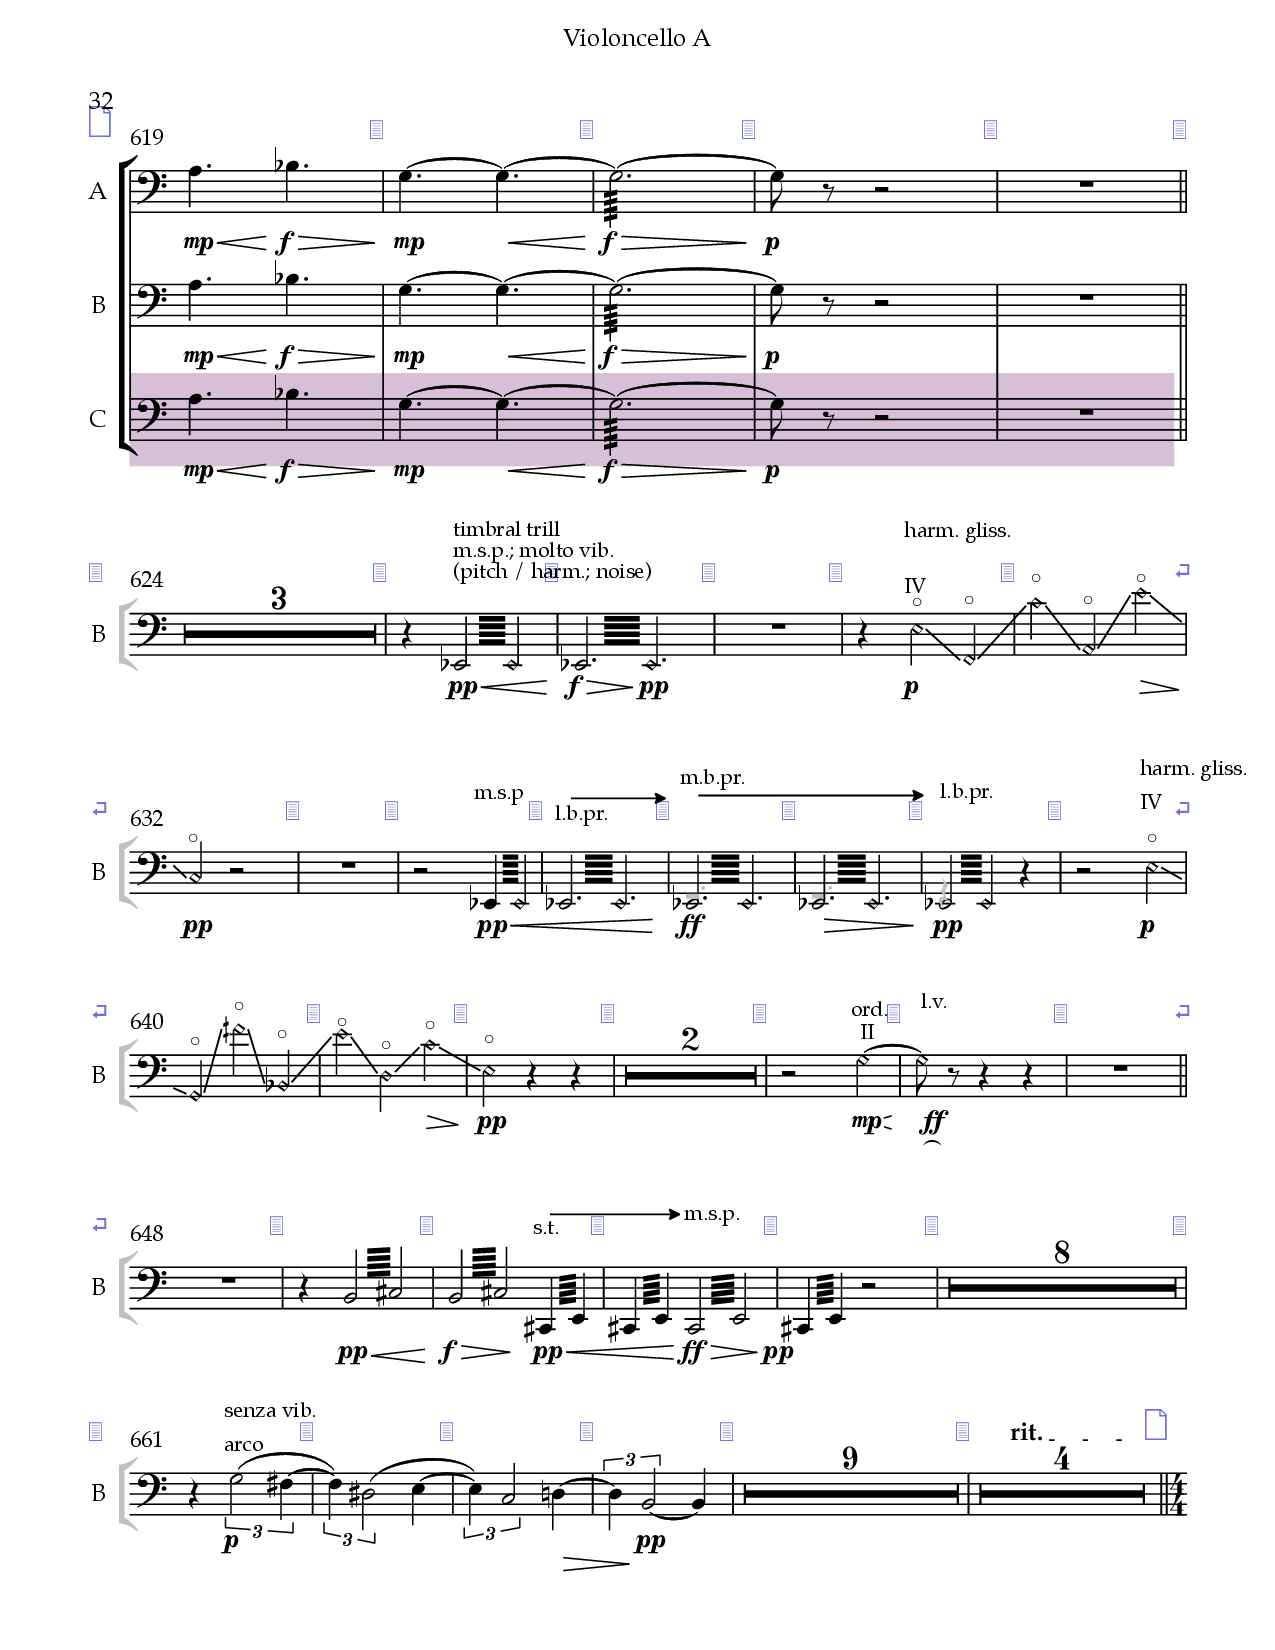 Violoncello A
32
619
A
mp f mp f p
B
mp f mp f p
C
mp f mp f p
timbral trill
m.s.p.; molto vib.
(pitch / harm.; noise)
harm. gliss.
624
IV
3
B
pp f pp p
harm. gliss.
m.b.pr.
m.s.p
l.b.pr.
IV
l.b.pr.
632
B
pp pp ff pp p
l.v.
ord.
640
II
2
B
pp mp ff
m.s.p.
s.t.
648
8
B
pp f pp ff pp
senza vib.
rit.
661
arco
3
9
4
B
4
4
3
3
3
p pp